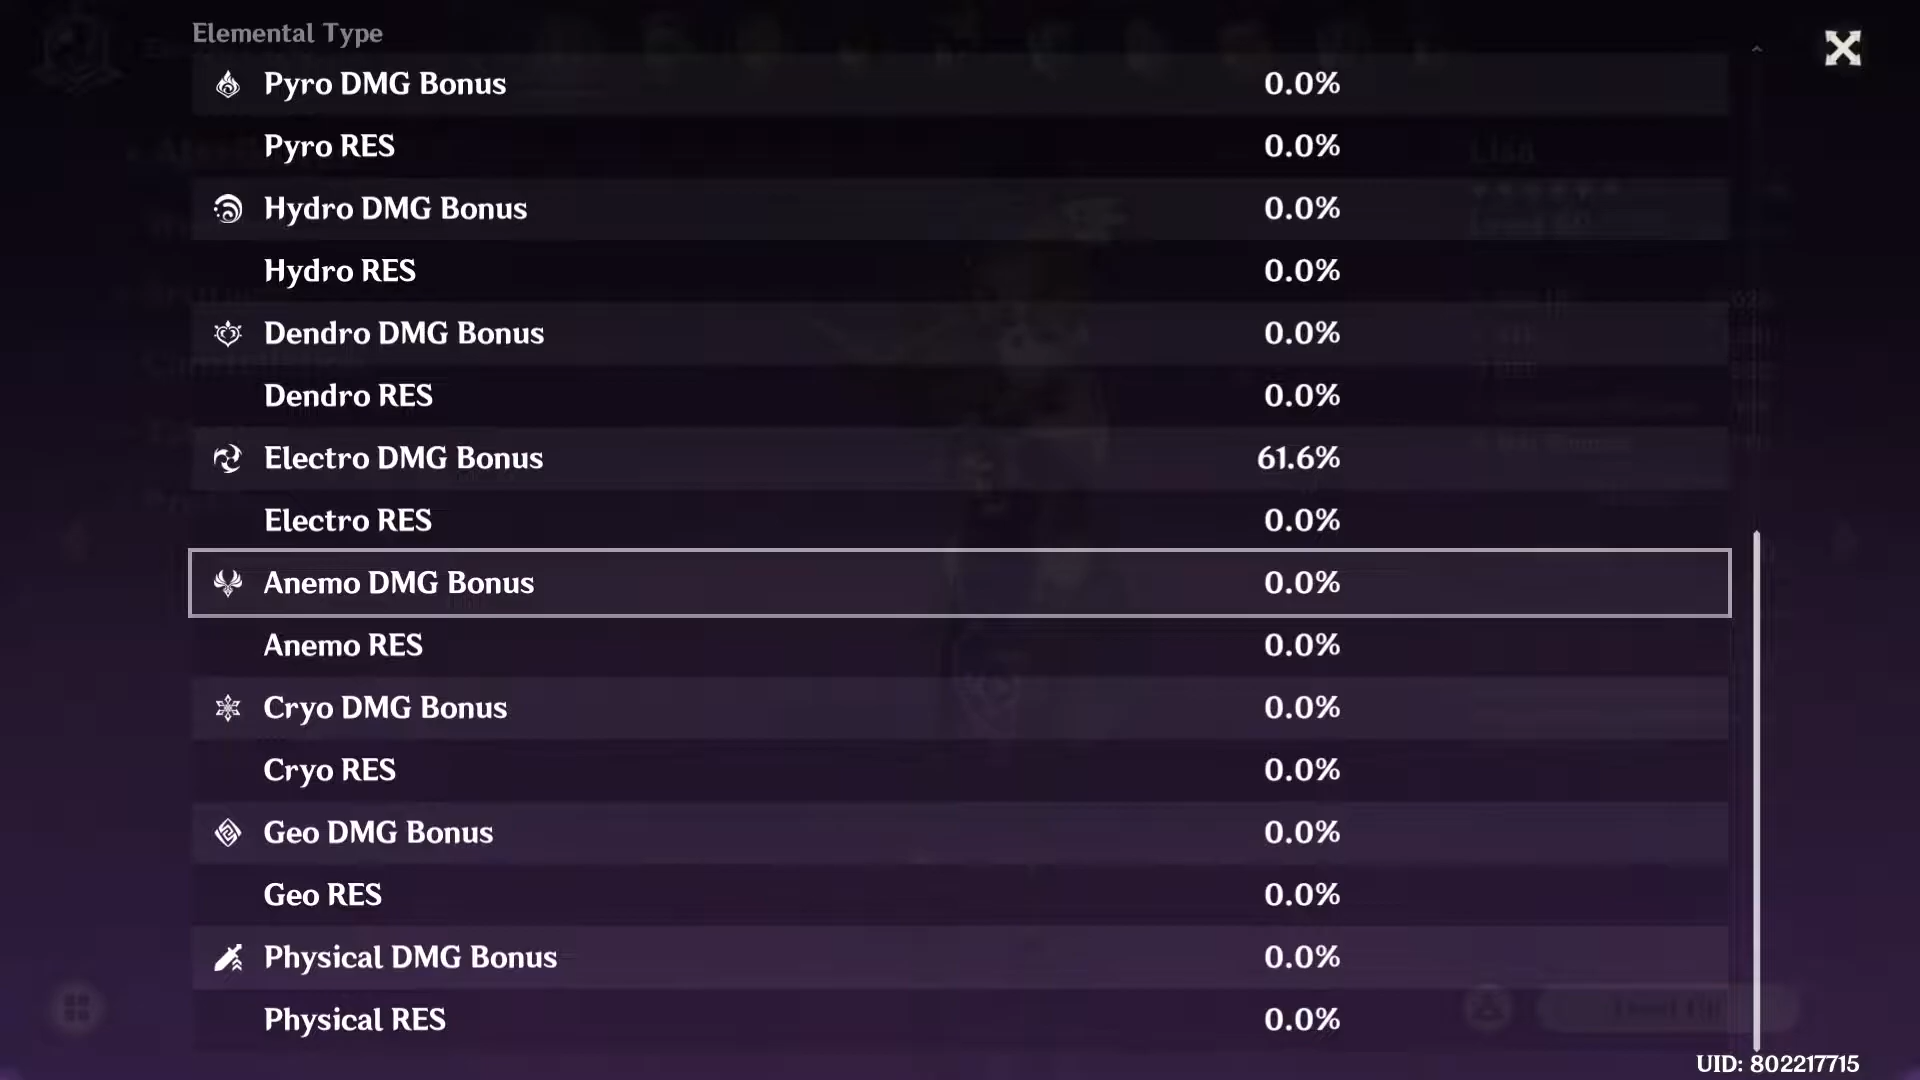 Elemental Type
Pyro DMG Bonus 0.0%
Pyro RES 0.0%
Hydro DMG Bonus 0.0%
Hydro RES 0.0%
Dendro DMG Bonus 0.0%
Dendro RES 0.0%
Electro DMG Bonus 61.6%
Electro RES 0.0%
Anemo DMG Bonus 0.0%
Anemo RES 0.0%
Cryo DMG Bonus 0.0%
Cryo RES 0.0%
Geo DMG Bonus 0.0%
Geo RES 0.0%
Physical DMG Bonus 0.0%
Physical RES 0.0%
UID: 802217715